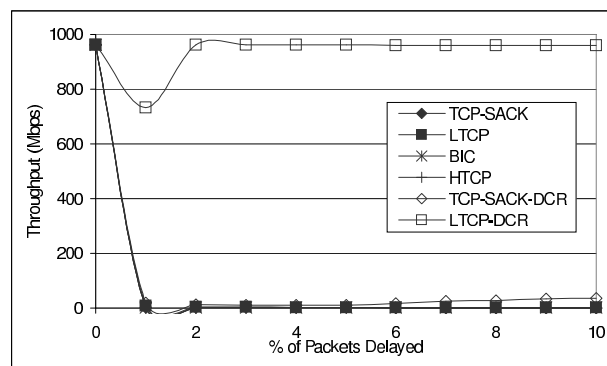 1000
800
600
400
200
0
Throughput (Mbps)
TCP-SACK
LTCP
BIC
HTCP
TCP-SACK-DCR
LTCP-DCR
0 2 4 6 8 10
% of Packets Delayed